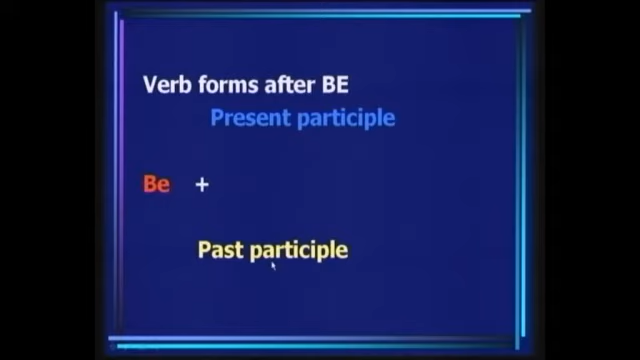 Verb forms after BE
Present participle
Be +
Past participle